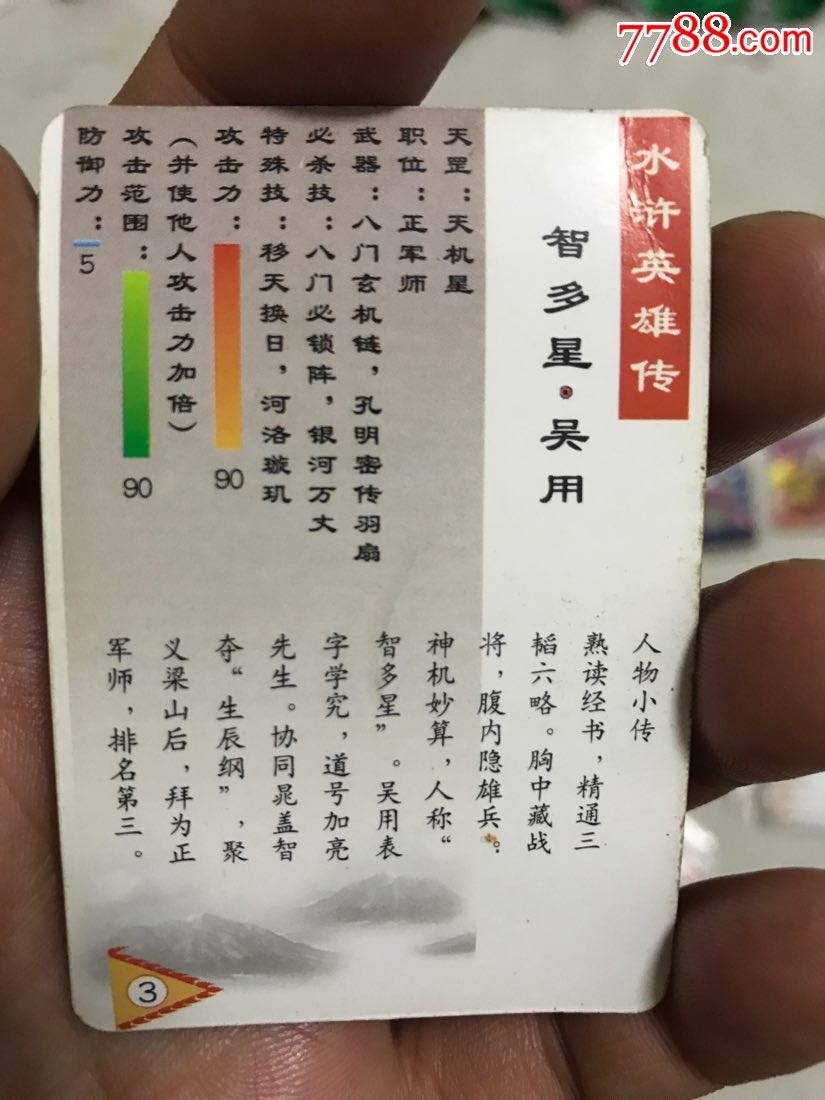 7788.com
水浒英雄传
智多星·吴用
天罡：天机星
职位：正军师
武器：八门玄机链，孔明密传羽扇
必杀技：八门必锁阵，银河万丈
特殊技：移天换日，河洛璇玑
攻击力：
90
（并使他人攻击力加倍）
攻击范围：
90
防御力：
5
人物小传
熟读经书，精通三
韬六略。胸中藏战
将，腹内隐雄兵。
神机妙算，人称“
智多星”。吴用表
字学究，道号加亮
先生。协同晁盖智
夺“生辰纲”，聚
义梁山后，拜为正
军师，排名第三。
3